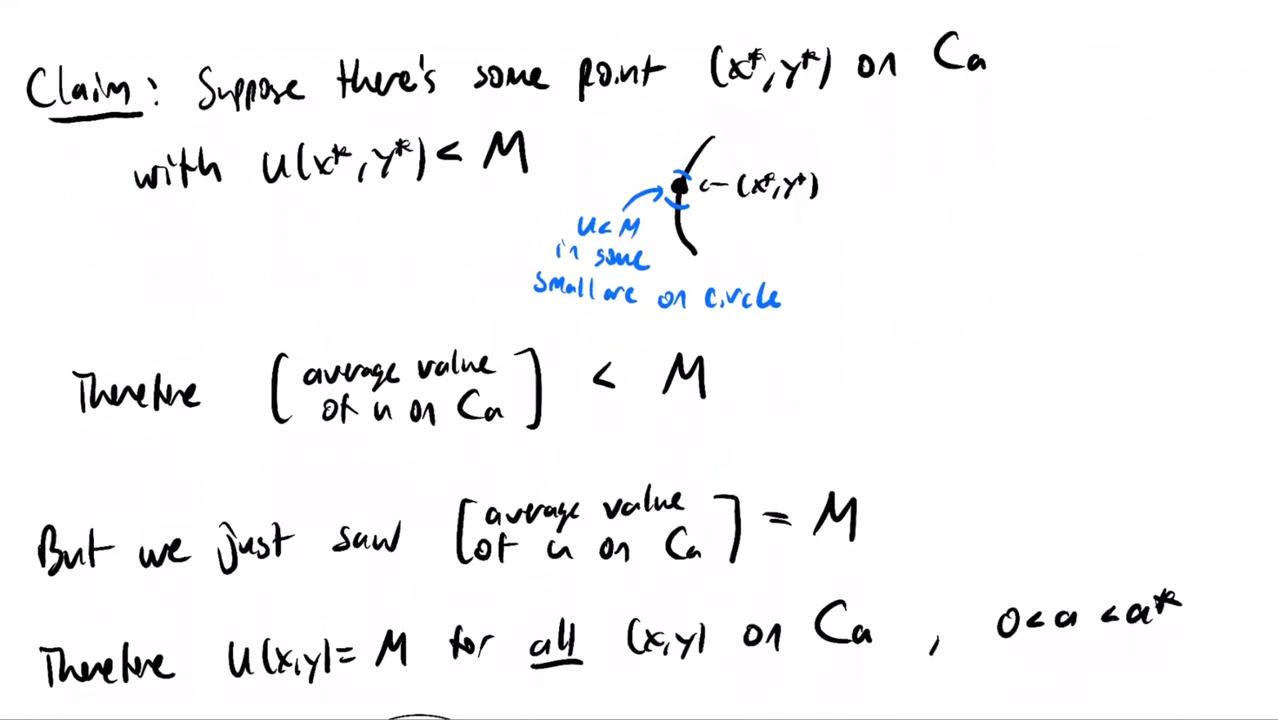 Claim: Suppose there's some point (x*, y*) on Ca
with u(x*, y*) < M
← (x*, y*)
u < M
in some
small arc on circle
Therefore [average value of u on Ca] < M
But we just saw [average value of u on Ca] = M
Therefore u(x,y) = M for all (x,y) on Ca, 0 < a < a*